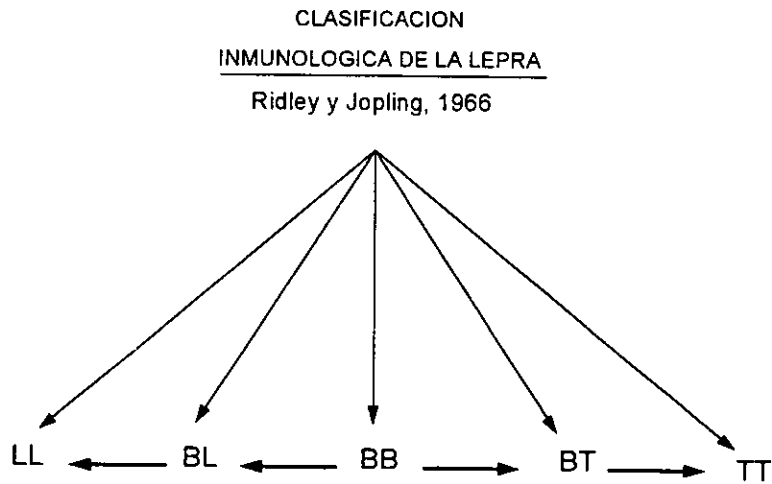 CLASIFICACION
INMUNOLOGICA DE LA LEPRA
Ridley y Jopling, 1966
LL BL BB BT TT